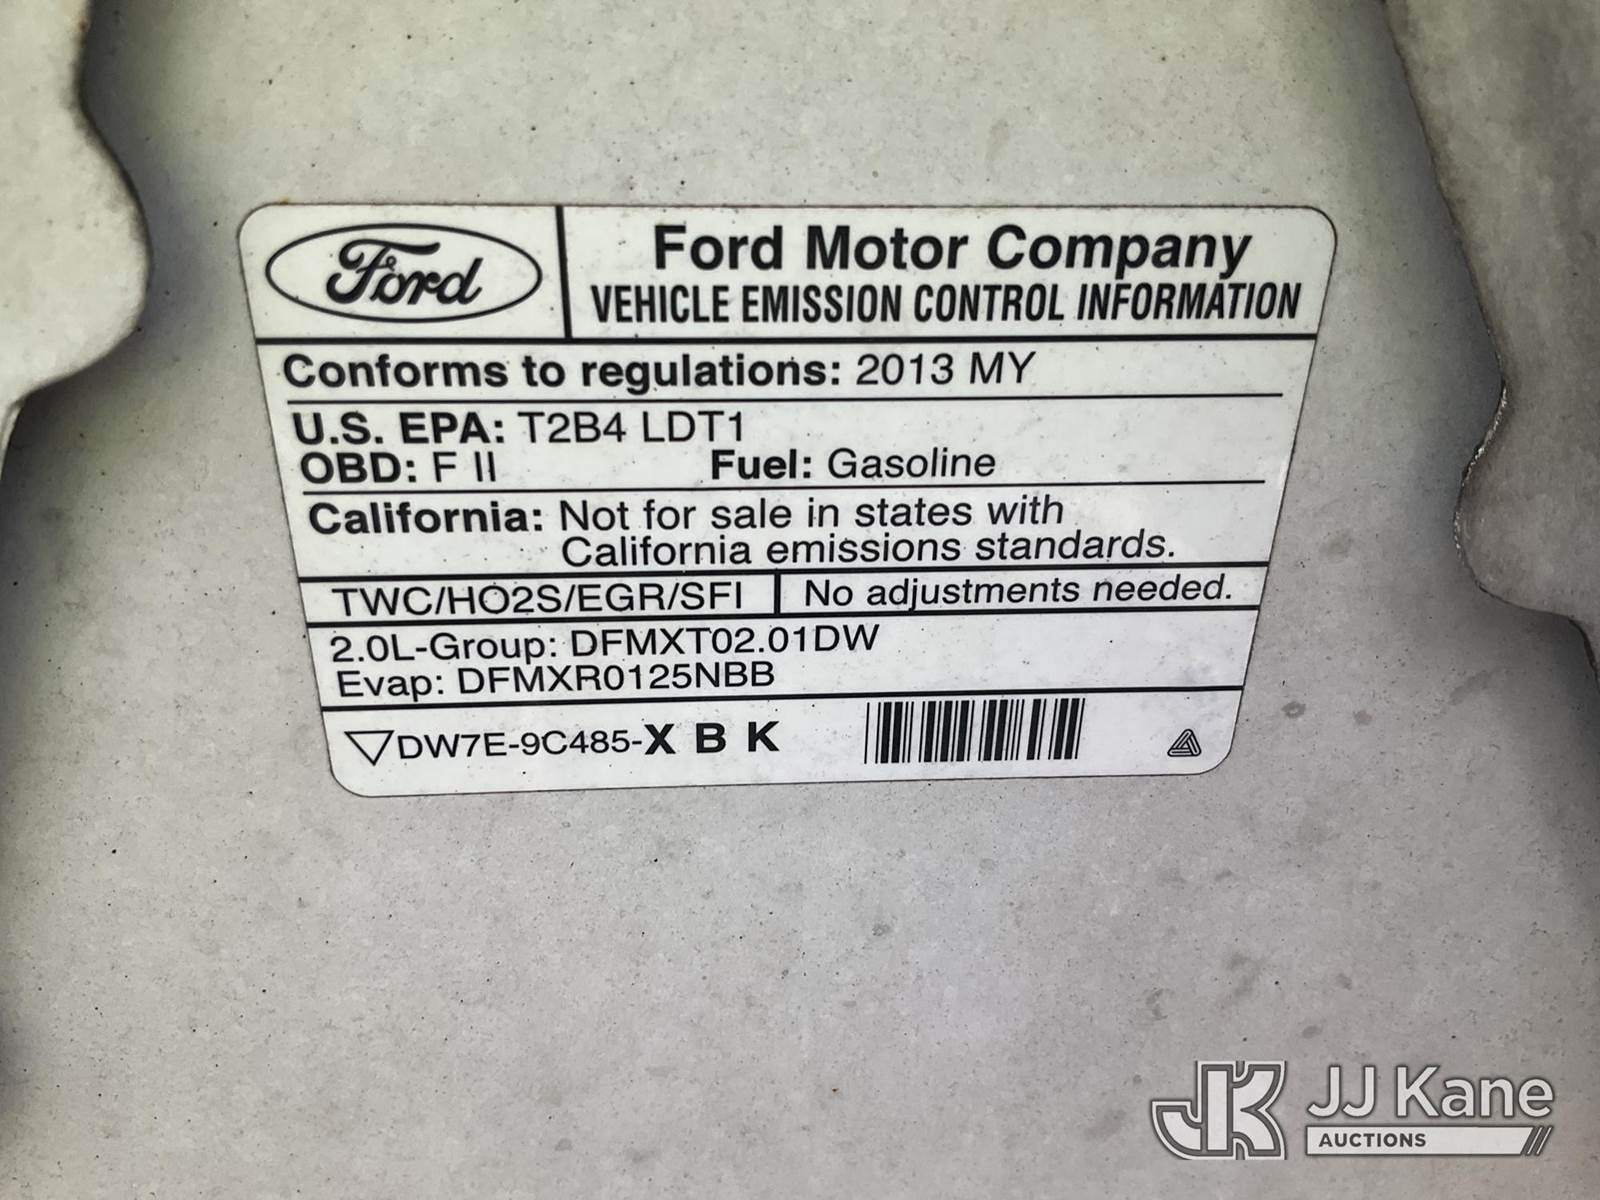 Ford
Ford Motor Company
VEHICLE EMISSION CONTROL INFORMATION
Conforms to regulations: 2013 MY
U.S. EPA: T2B4 LDT1
OBD: F II Fuel: Gasoline
California: Not for sale in states with
California emissions standards.
TWC/HO2S/EGR/SFI No adjustments needed.
2.0L-Group: DFMXT02.01DW
Evap: DFMXR0125NBB
DW7E-9C485-X B K
JK JJ Kane
AUCTIONS